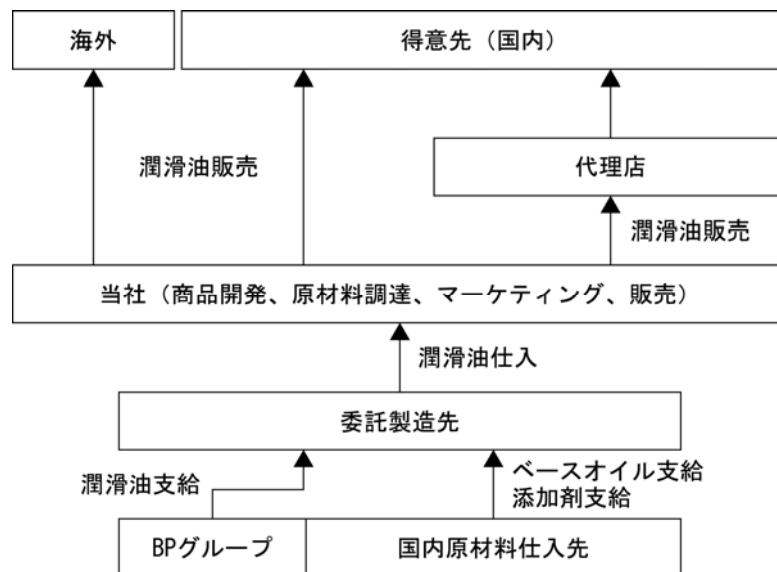 海外
得意先（国内）
潤滑油販売
代理店
潤滑油販売
当社（商品開発、原材料調達、マーケティング、販売）
潤滑油仕入
委託製造先
潤滑油支給
ベースオイル支給
添加剤支給
BPグループ
国内原材料仕入先